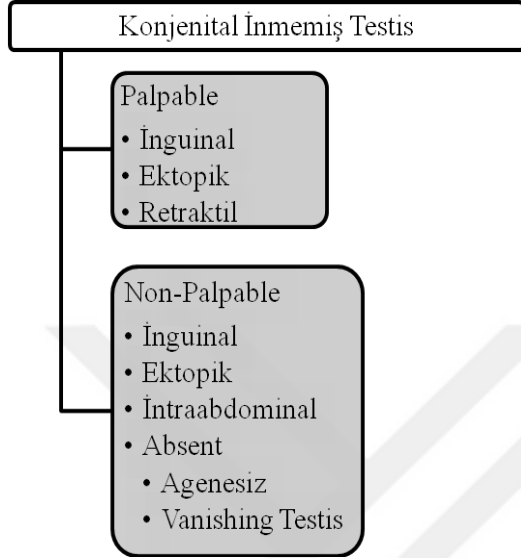 Konjenital İnmemiş Testis
Palpable
• İnguinal
• Ektopik
• Retraktil
Non-Palpable
• İnguinal
• Ektopik
• İntraabdominal
• Absent
• Agenesiz
• Vanishing Testis